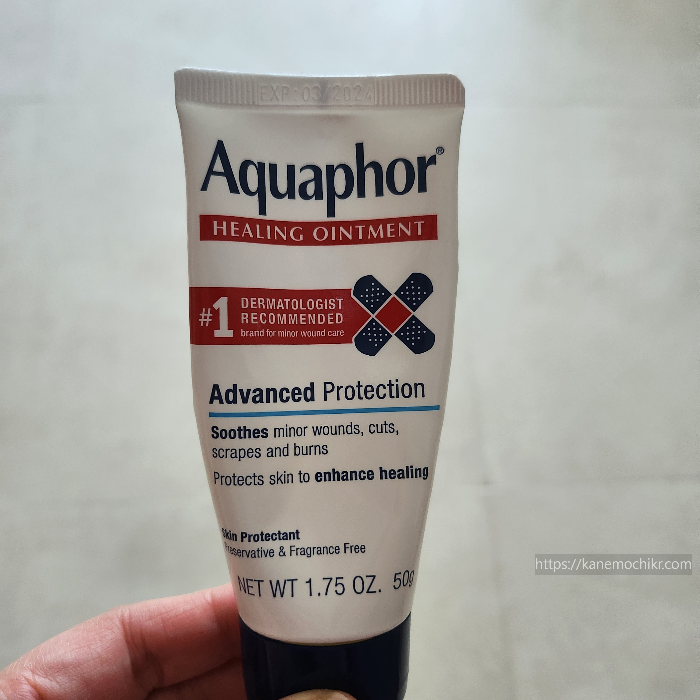 EXP: 03/2024
Aquaphor®
HEALING OINTMENT
#1 DERMATOLOGIST
RECOMMENDED
brand for minor wound care
Advanced Protection
Soothes minor wounds, cuts,
scrapes and burns
Protects skin to enhance healing
Skin Protectant
Preservative & Fragrance Free
NET WT 1.75 OZ. 50g
https://kanemochikr.com